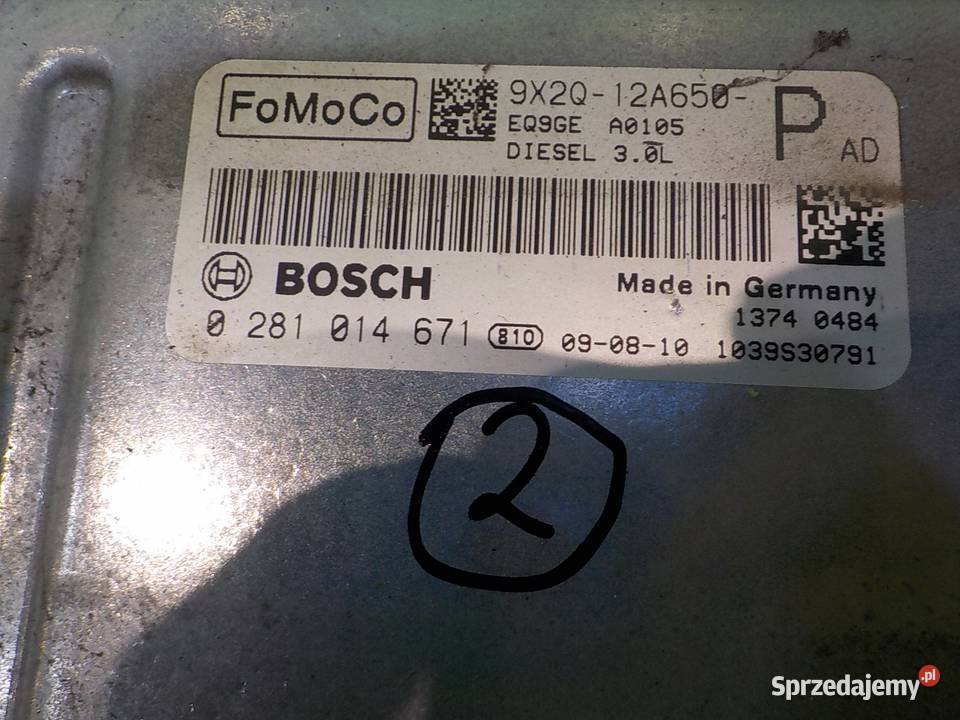 FoMoCo
9X2Q-12A650-
EQ9GE A0105
DIESEL 3.0L
P
AD
BOSCH
Made in Germany
1374 0484
0 281 014 671 810 09-08-10 1039S30791
2
Sprzedajemy.pl